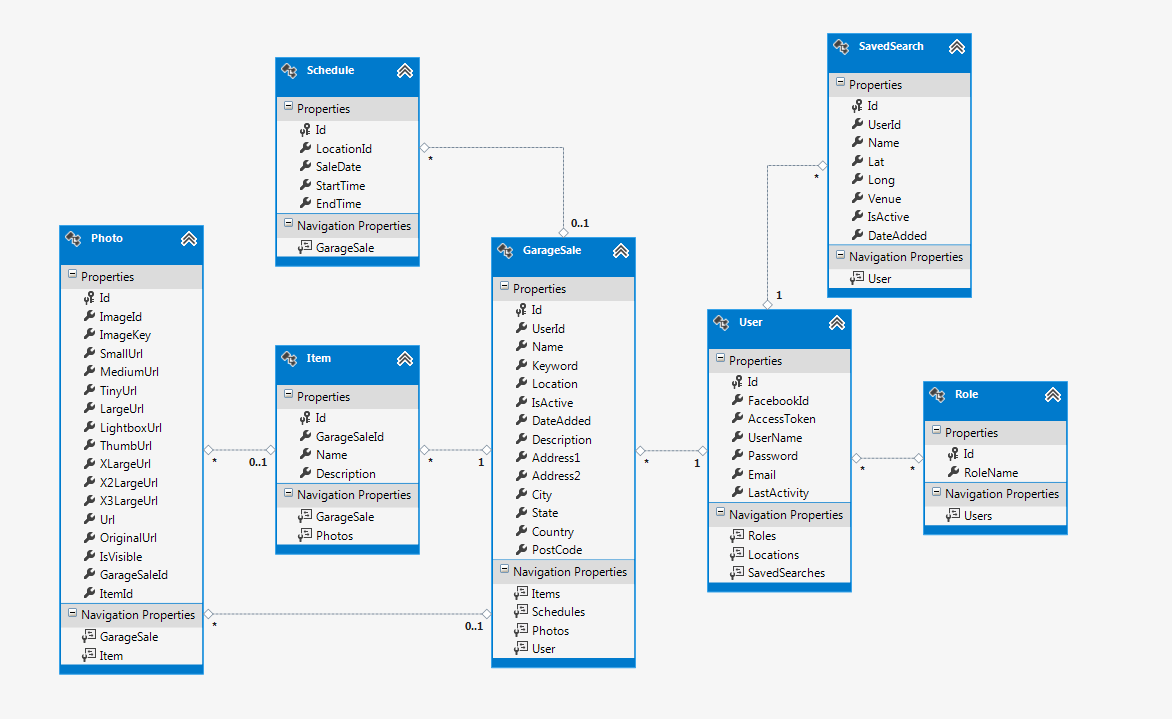 SavedSearch
Properties
Id
UserId
Name
Lat
Long
Venue
IsActive
DateAdded
Navigation Properties
User
Schedule
Properties
Id
LocationId
SaleDate
StartTime
EndTime
Navigation Properties
GarageSale
*
0..1
*
1
Photo
Properties
Id
ImageId
ImageKey
SmallUrl
MediumUrl
TinyUrl
LargeUrl
LightboxUrl
ThumbUrl
XLargeUrl
X2LargeUrl
X3LargeUrl
Url
OriginalUrl
IsVisible
GarageSaleId
ItemId
Navigation Properties
GarageSale
Item
*
0..1
Item
Properties
Id
GarageSaleId
Name
Description
Navigation Properties
GarageSale
Photos
*
1
*
0..1
GarageSale
Properties
Id
UserId
Name
Keyword
Location
IsActive
DateAdded
Description
Address1
Address2
City
State
Country
PostCode
Navigation Properties
Items
Schedules
Photos
User
*
1
User
Properties
Id
FacebookId
AccessToken
UserName
Password
Email
LastActivity
Navigation Properties
Roles
Locations
SavedSearches
*
*
Role
Properties
Id
RoleName
Navigation Properties
Users